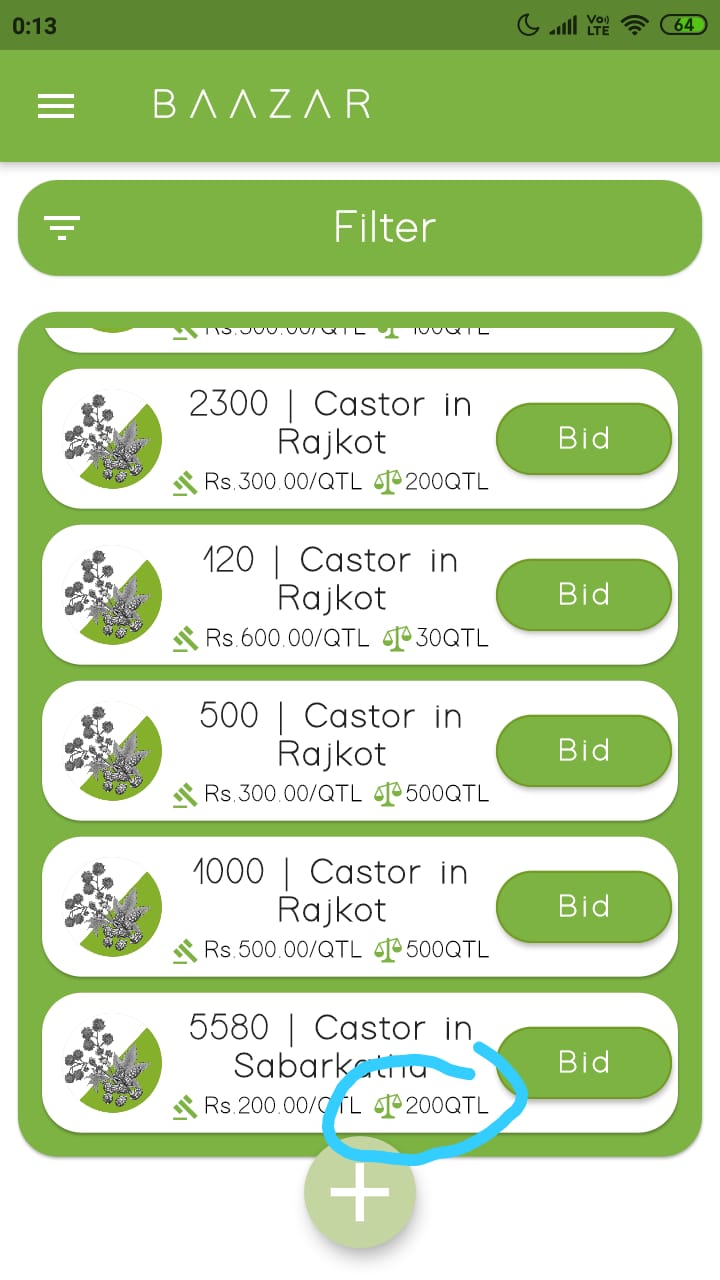 0:13
Vo))
LTE
64
BAAZAR
Filter
Rs.300.00/QTL 100QTL
2300 | Castor in
Rajkot
Bid
Rs.300.00/QTL 200QTL
120 | Castor in
Rajkot
Bid
Rs.600.00/QTL 30QTL
500 | Castor in
Rajkot
Bid
Rs.300.00/QTL 500QTL
1000 | Castor in
Rajkot
Bid
Rs.500.00/QTL 500QTL
5580 | Castor in
Sabarkatha
Bid
Rs.200.00/QTL 200QTL